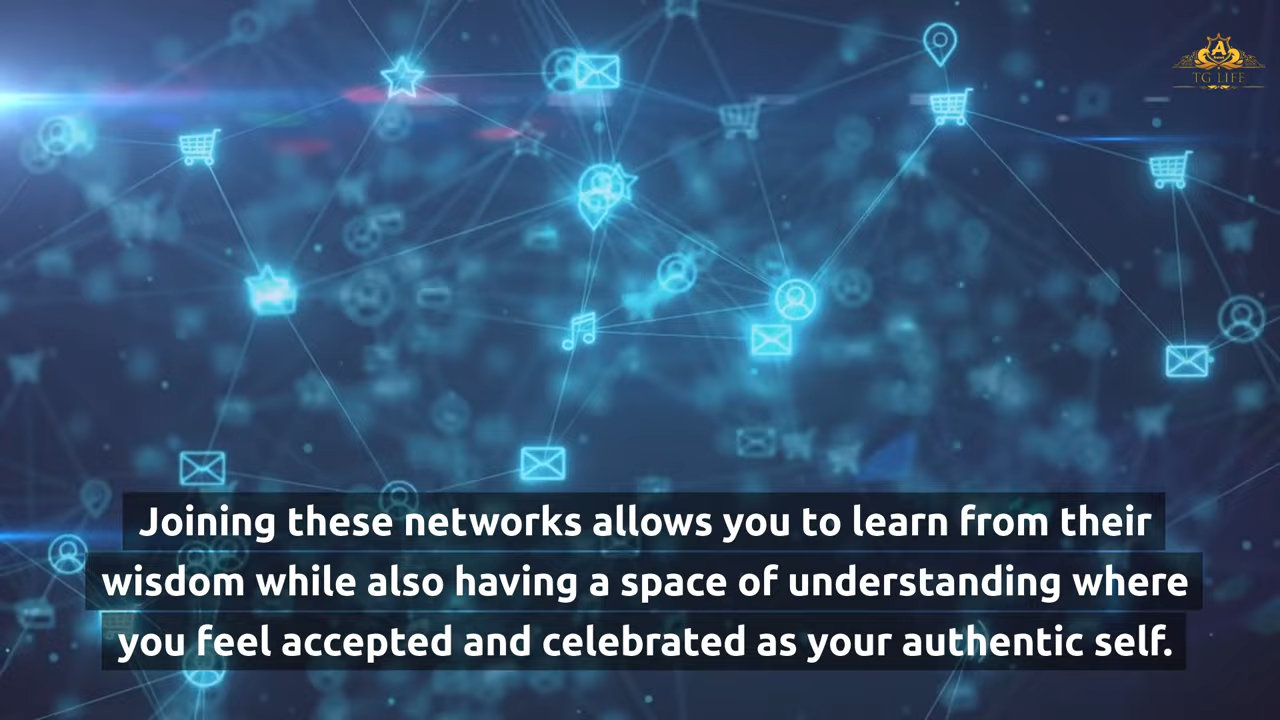 A
TG LIFE
Joining these networks allows you to learn from their
wisdom while also having a space of understanding where
you feel accepted and celebrated as your authentic self.